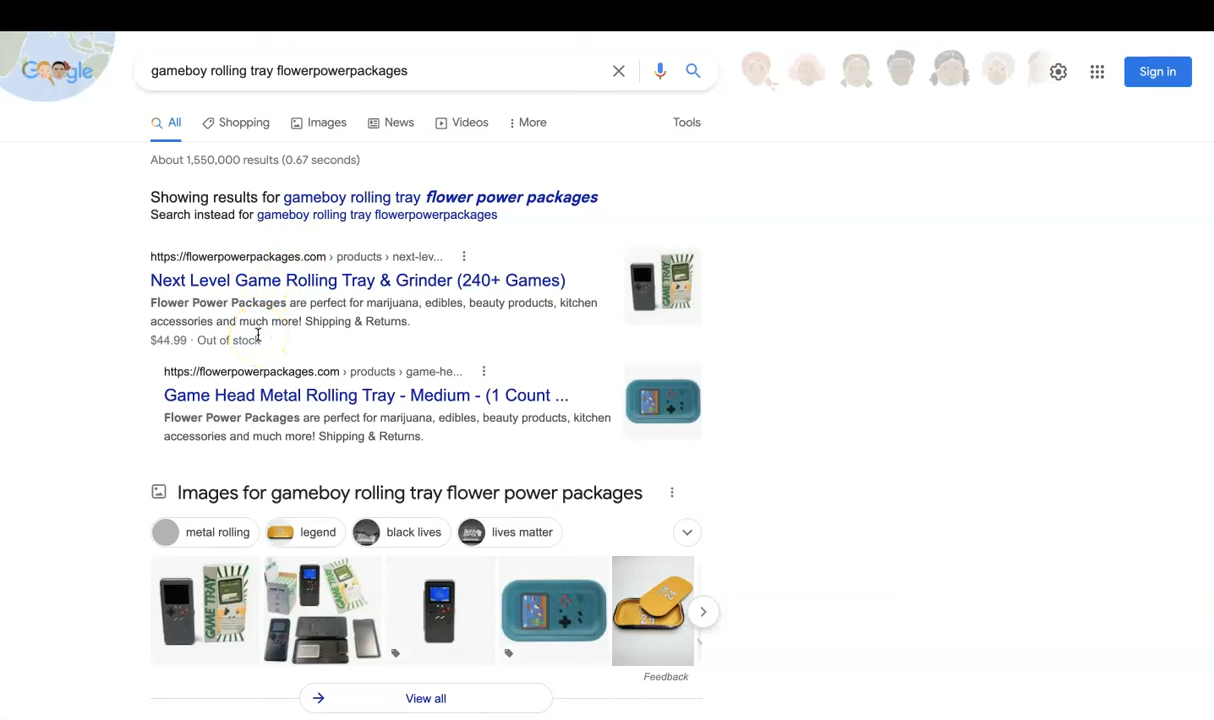 Google
gameboy rolling tray flowerpowerpackages
Sign in
All
Shopping
Images
News
Videos
More
Tools
About 1,550,000 results (0.67 seconds)
Showing results for gameboy rolling tray flower power packages
Search instead for gameboy rolling tray flowerpowerpackages
https://flowerpowerpackages.com › products › next-lev...
Next Level Game Rolling Tray & Grinder (240+ Games)
Flower Power Packages are perfect for marijuana, edibles, beauty products, kitchen
accessories and much more! Shipping & Returns.
$44.99 · Out of stock
https://flowerpowerpackages.com › products › game-he...
Game Head Metal Rolling Tray - Medium - (1 Count ...
Flower Power Packages are perfect for marijuana, edibles, beauty products, kitchen
accessories and much more! Shipping & Returns.
Images for gameboy rolling tray flower power packages
metal rolling
legend
black lives
lives matter
GAME TRAY
24
Feedback
View all